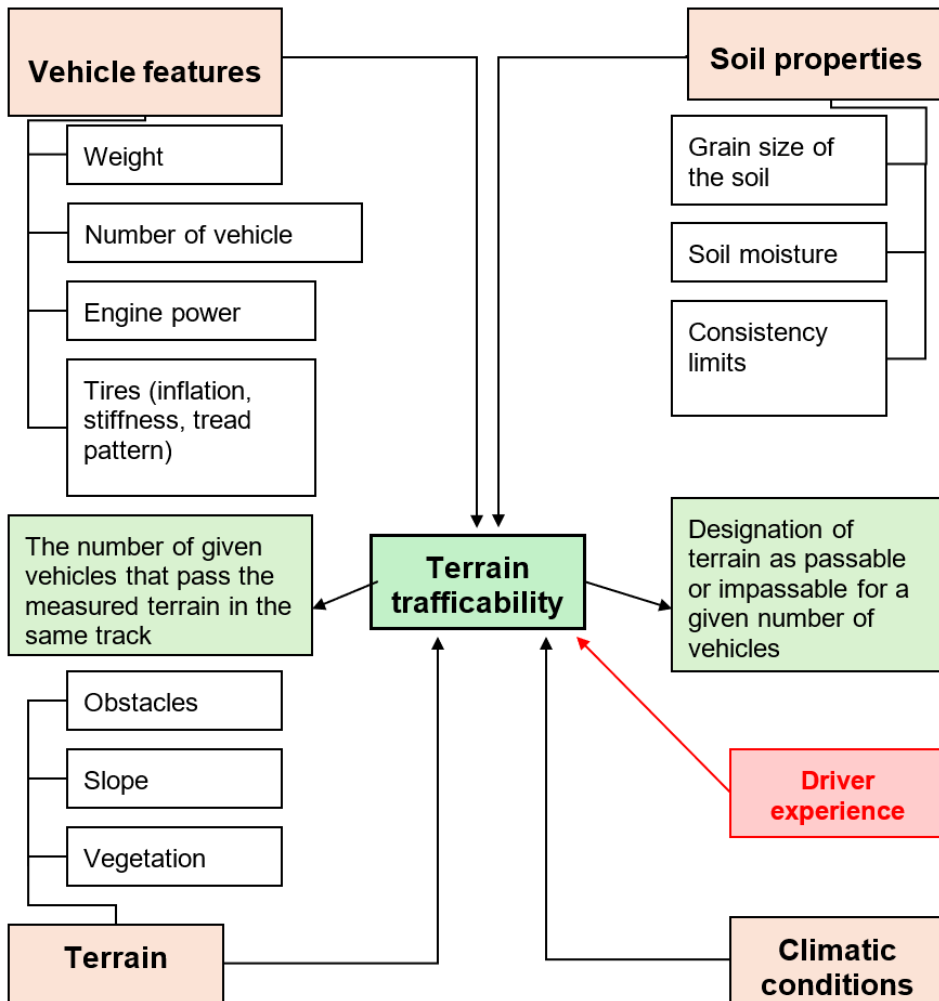 Vehicle features
Weight
Number of vehicle
Engine power
Tires (inflation,
stiffness, tread
pattern)
Soil properties
Grain size of
the soil
Soil moisture
Consistency
limits
The number of given
vehicles that pass the
measured terrain in the
same track
Terrain
trafficability
Designation of
terrain as passable
or impassable for a
given number of
vehicles
Obstacles
Slope
Vegetation
Terrain
Driver
experience
Climatic
conditions